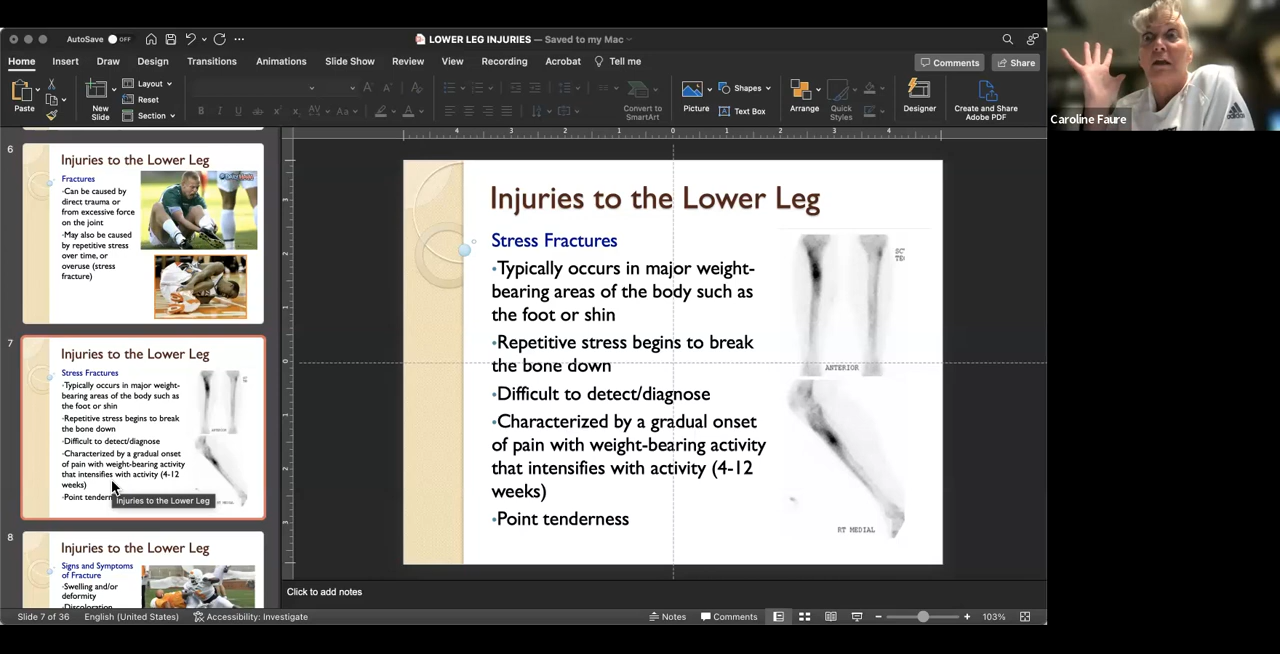 AutoSave OFF
LOWER LEG INJURIES — Saved to my Mac
Home Insert Draw Design Transitions Animations Slide Show Review View Recording Acrobat Tell me
Comments Share
Paste
New
Slide
Layout
Reset
Section
Convert to
SmartArt
Picture
Shapes
Text Box
Arrange
Quick
Styles
Designer
Create and Share
Adobe PDF
Caroline Faure
adidas
6
Injuries to the Lower Leg
Fractures
•Can be caused by
direct trauma or
from excessive force
on the joint
•May also be caused
by repetitive stress
over time, or
overuse (stress
fracture)
7
Injuries to the Lower Leg
Stress Fractures
•Typically occurs in major weight-
bearing areas of the body such as
the foot or shin
•Repetitive stress begins to break
the bone down
•Difficult to detect/diagnose
•Characterized by a gradual onset
of pain with weight-bearing activity
that intensifies with activity (4-12
weeks)
•Point tendern
Injuries to the Lower Leg
ANTERIOR
RT MEDIAL
8
Injuries to the Lower Leg
Signs and Symptoms
of Fracture
•Swelling and/or
deformity
•Discoloration
Injuries to the Lower Leg
Stress Fractures
•Typically occurs in major weight-
bearing areas of the body such as
the foot or shin
•Repetitive stress begins to break
the bone down
•Difficult to detect/diagnose
•Characterized by a gradual onset
of pain with weight-bearing activity
that intensifies with activity (4-12
weeks)
•Point tenderness
ANTERIOR
RT MEDIAL
Click to add notes
Slide 7 of 36 English (United States) Accessibility: Investigate Notes Comments 103%